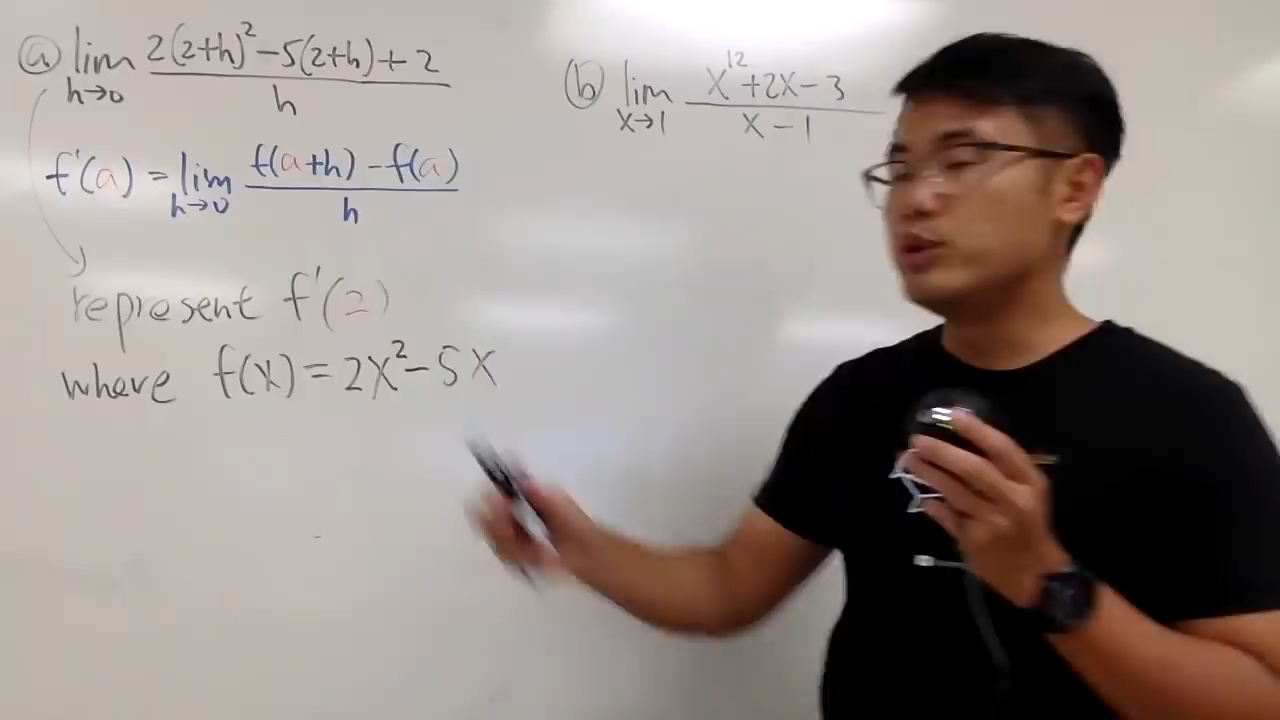 ⓐ lim h→0 (2(2+h)² − 5(2+h) + 2) / h
f'(a) = lim h→0 (f(a+h) − f(a)) / h
represent f'(2)
where f(x) = 2x² − 5x
ⓑ lim x→1 (x¹² + 2x − 3) / (x − 1)